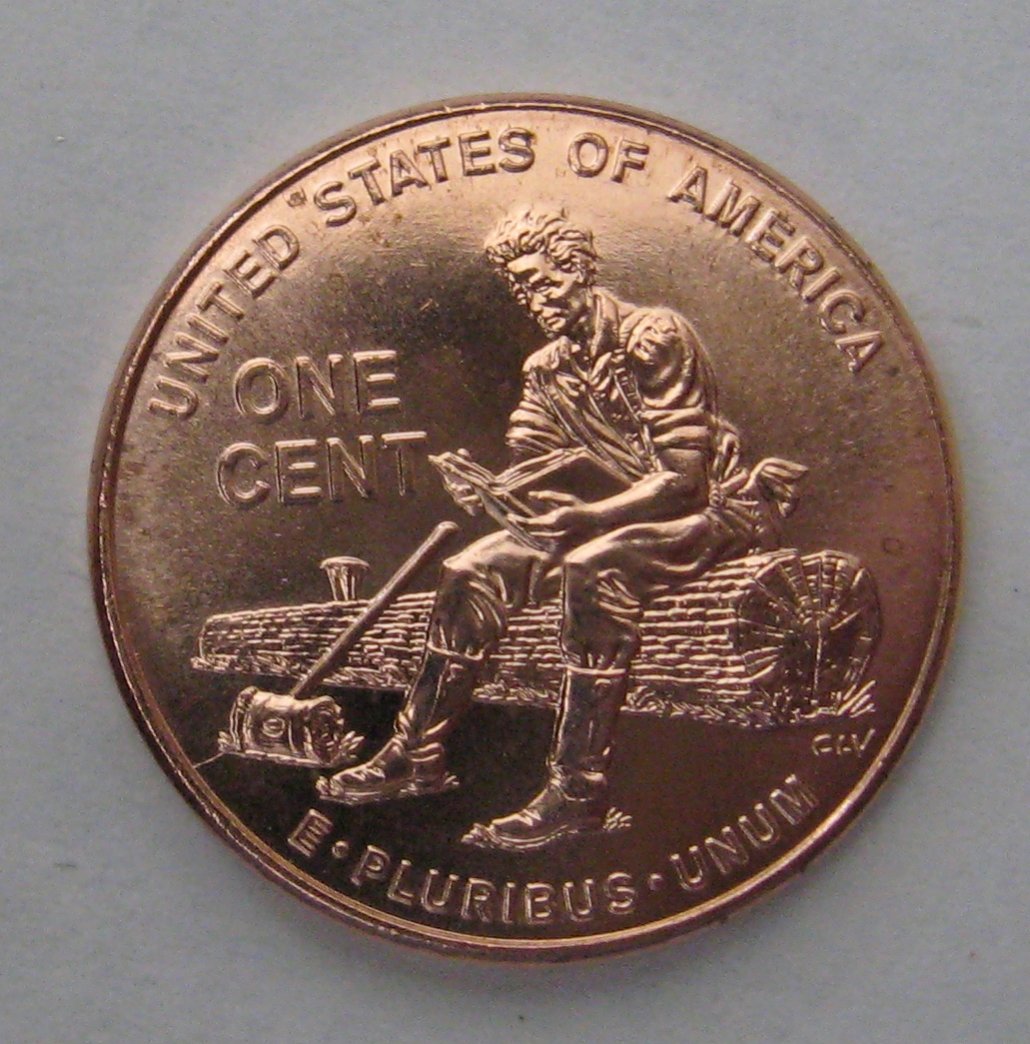 UNITED STATES OF AMERICA
ONE
CENT
CLV
E · PLURIBUS · UNUM